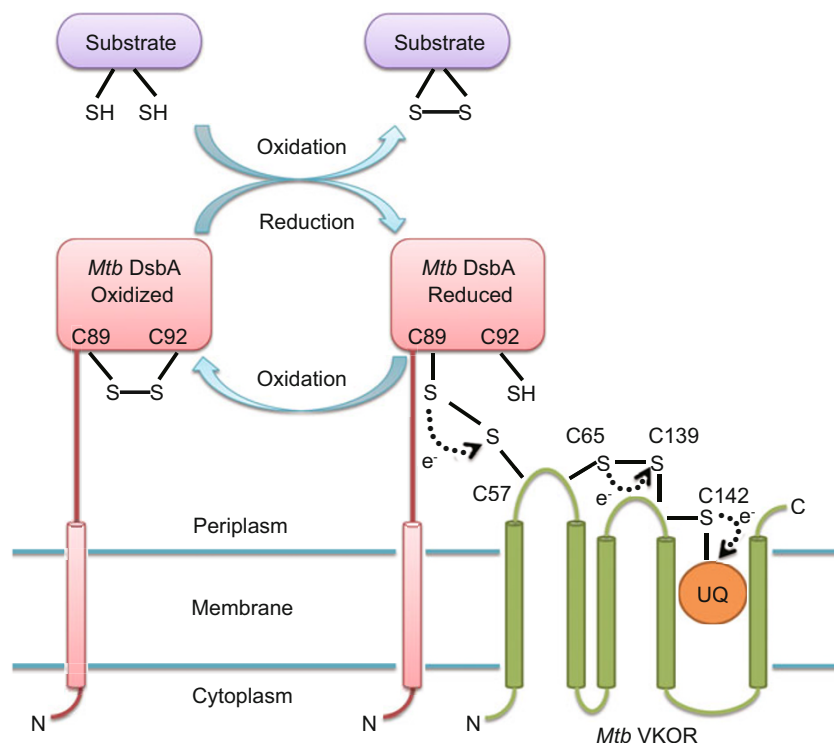 Substrate
Substrate
SH SH
S S
Oxidation
Reduction
Mtb DsbA
Oxidized
C89 C92
Mtb DsbA
Reduced
C89 C92
S S
Oxidation
S
SH
S
e-
C57
C65
C139
S S
e-
C142
S
e-
C
Periplasm
Membrane
UQ
Cytoplasm
N
N
N
Mtb VKOR